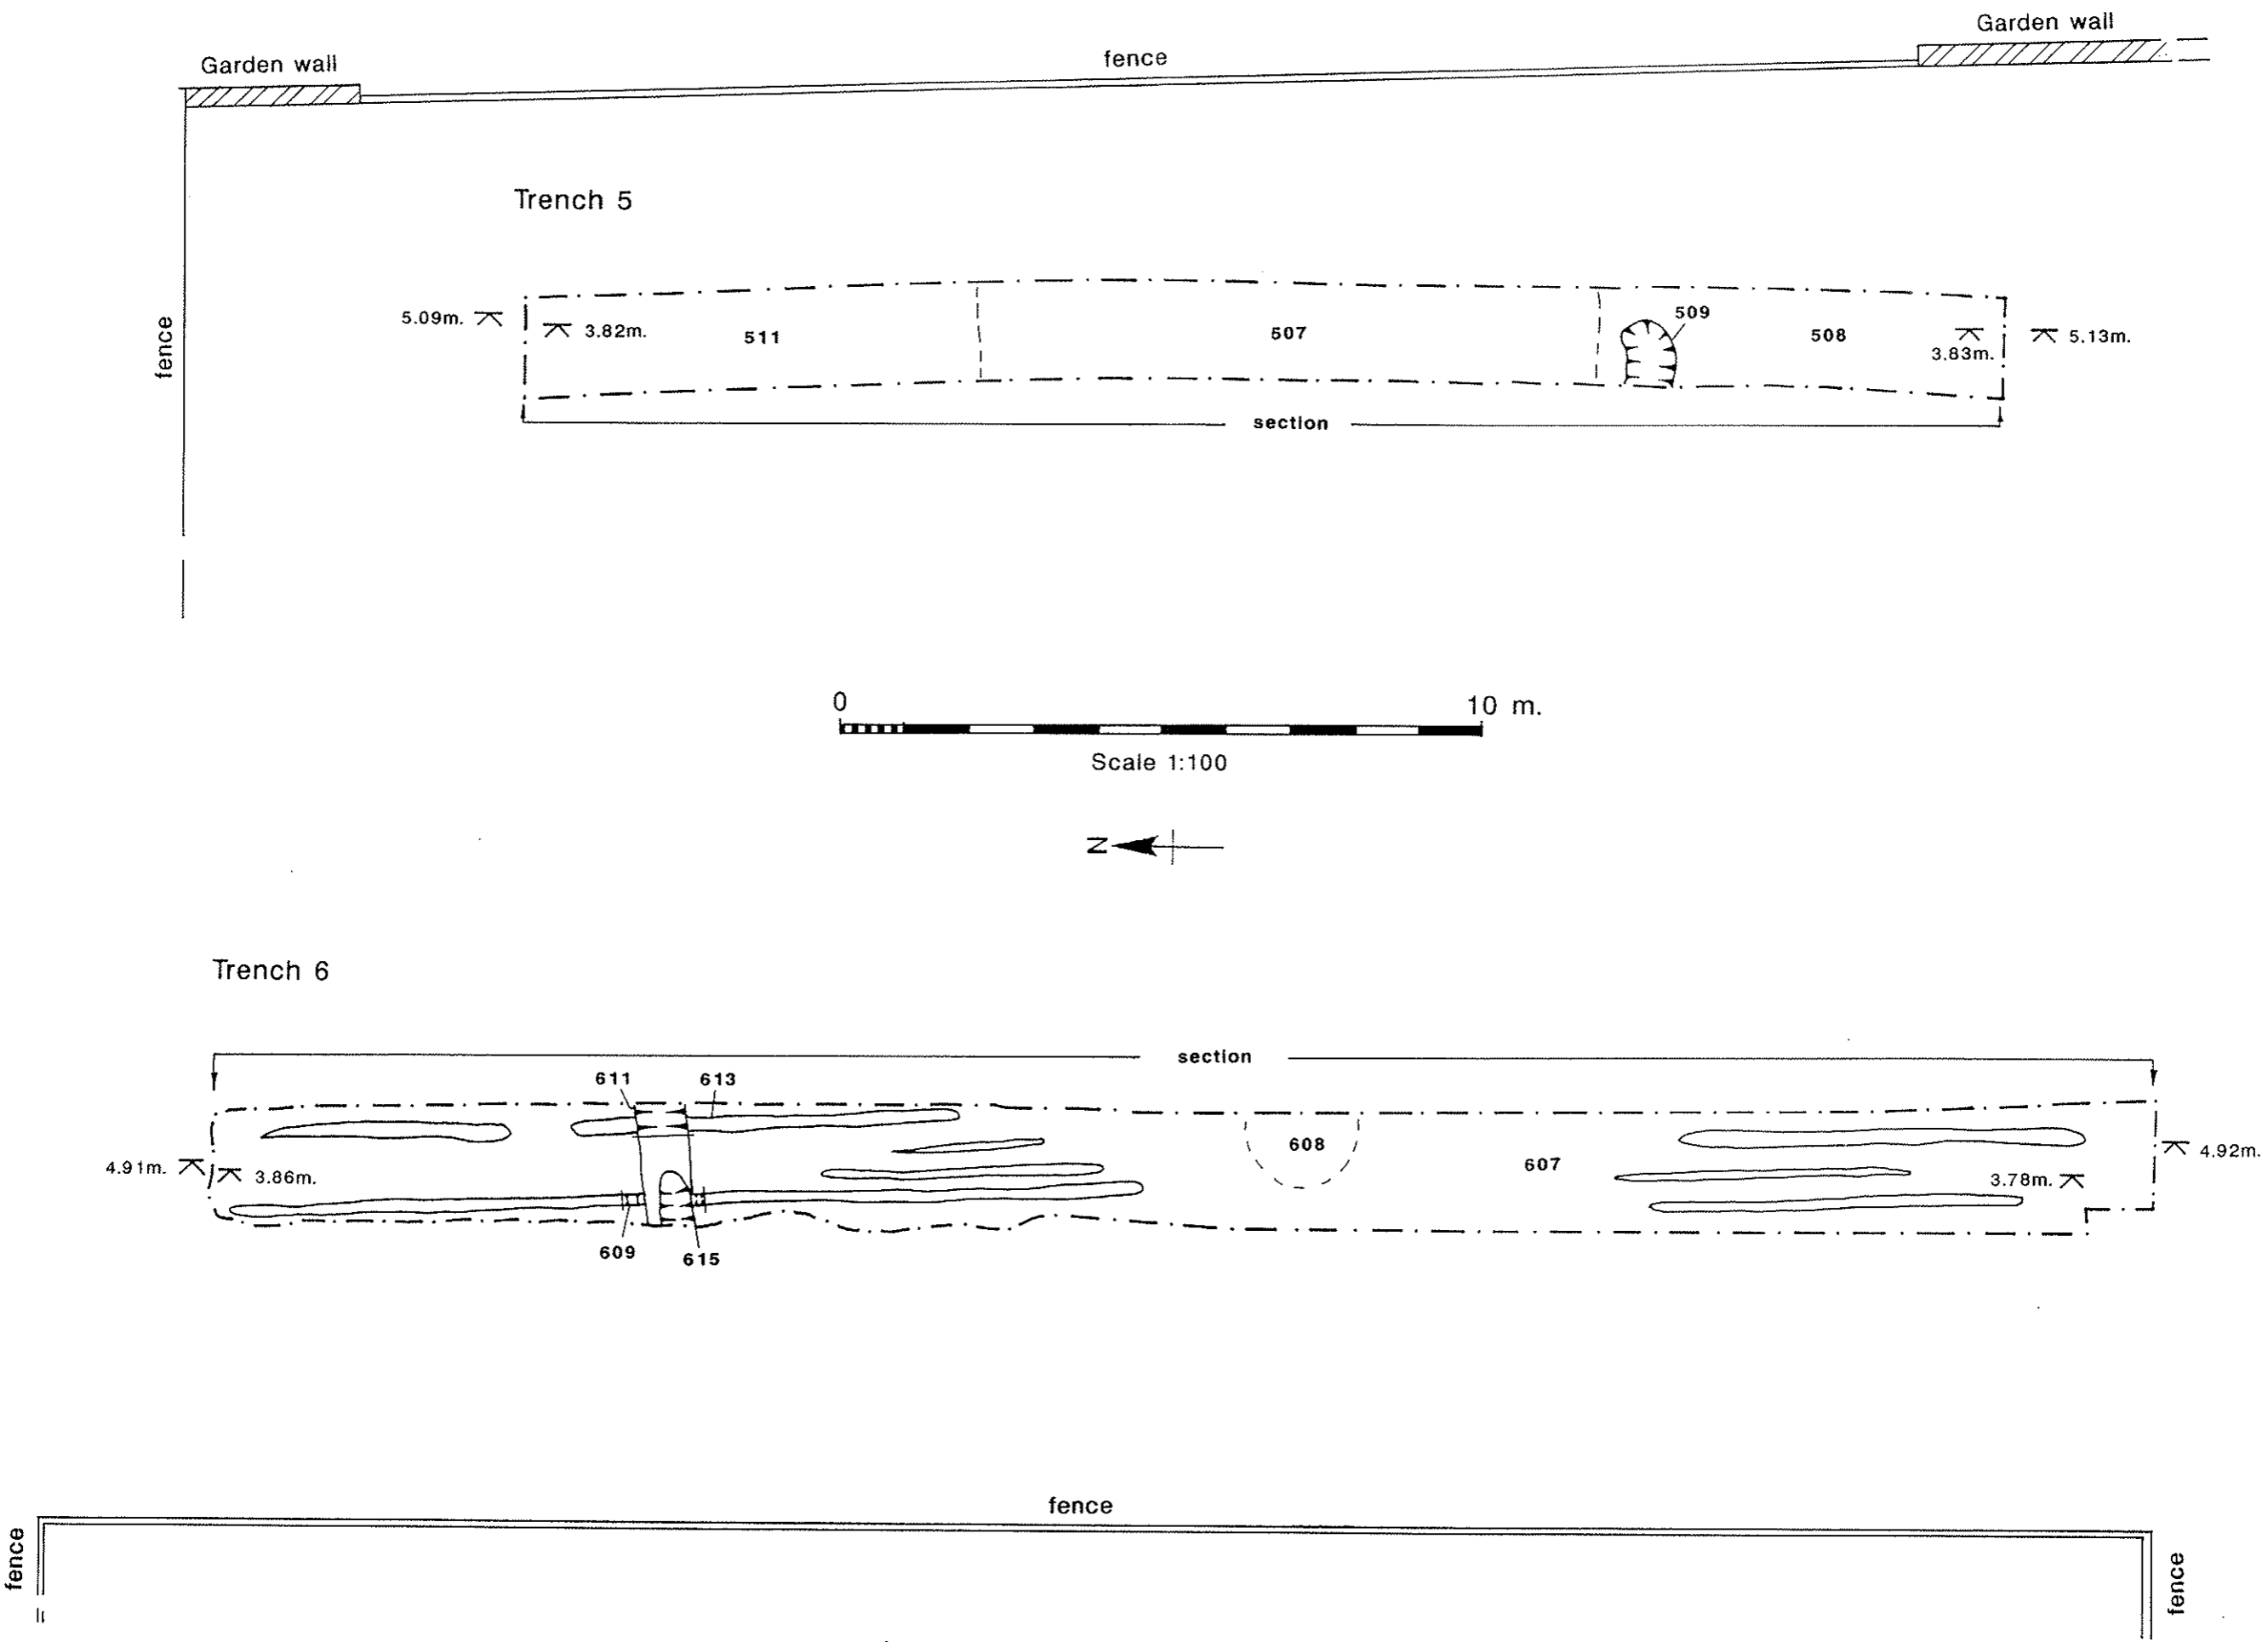 Garden wall
fence
Garden wall
Trench 5
fence
5.09m.
3.82m.
511
507
509
508
3.83m.
5.13m.
section
0
10 m.
Scale 1:100
N
Trench 6
section
611
613
608
607
4.91m.
3.86m.
3.78m.
4.92m.
609
615
fence
fence
fence